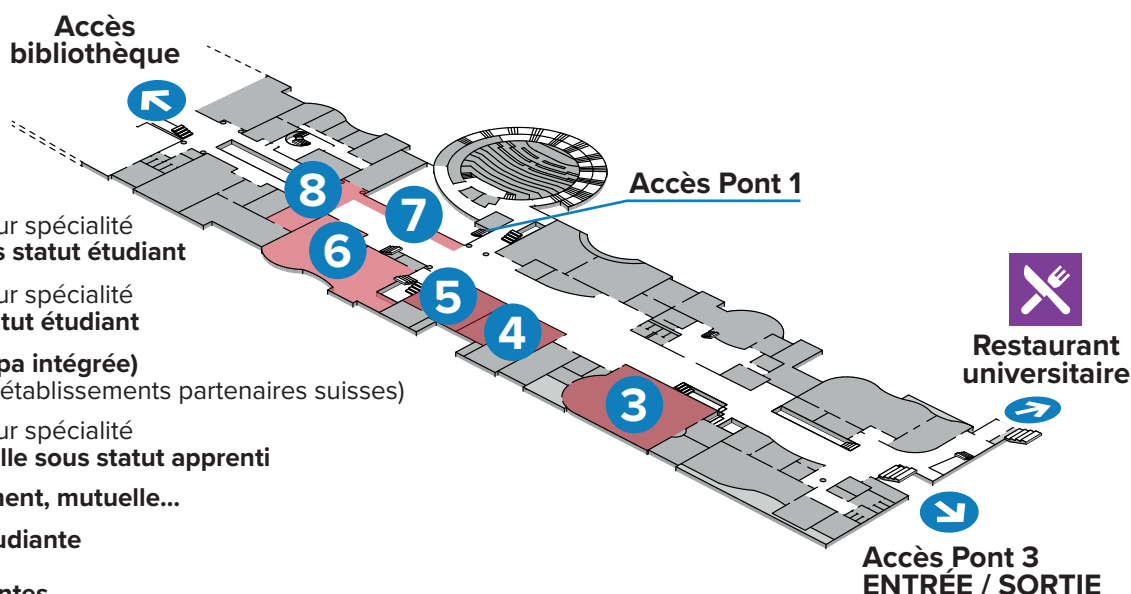 Accès
bibliothèque
8
7
6
5
4
3
Accès Pont 1
Restaurant
universitaire
Accès Pont 3
ENTRÉE / SORTIE
ur spécialité
s statut étudiant
ur spécialité
tut étudiant
pa intégrée)
établissements partenaires suisses)
ur spécialité
lle sous statut apprenti
ment, mutuelle...
udiante
ntes